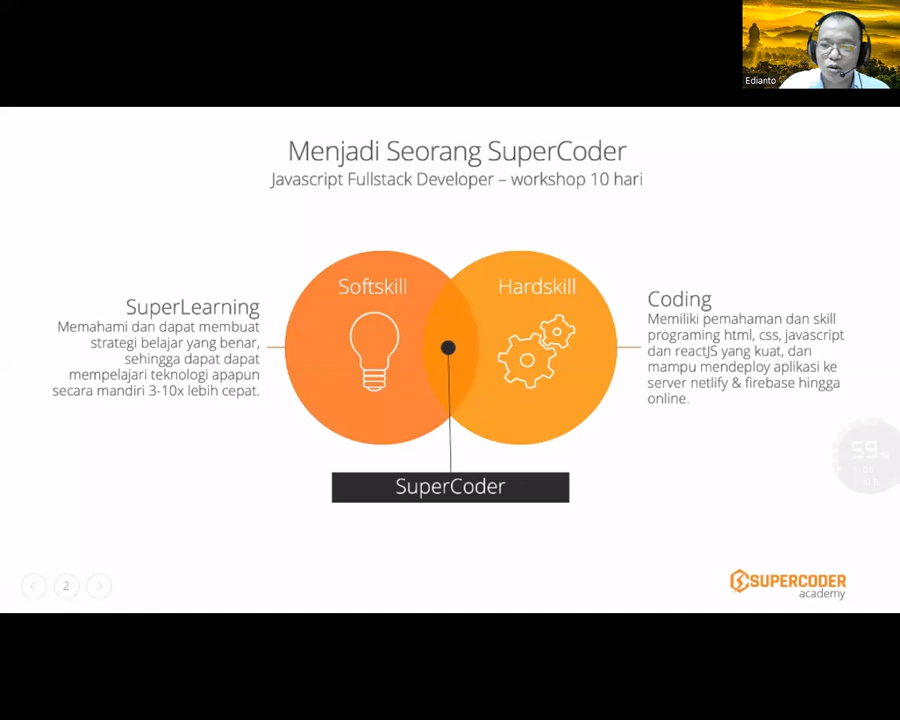 Edianto
Menjadi Seorang SuperCoder
Javascript Fullstack Developer – workshop 10 hari
Softskill
Hardskill
SuperLearning
Memahami dan dapat membuat
strategi belajar yang benar,
sehingga dapat dapat
mempelajari teknologi apapun
secara mandiri 3-10x lebih cepat.
Coding
Memiliki pemahaman dan skill
programing html, css, javascript
dan reactJS yang kuat, dan
mampu mendeploy aplikasi ke
server netlify & firebase hingga
online.
59
SuperCoder
2
SUPERCODER
academy